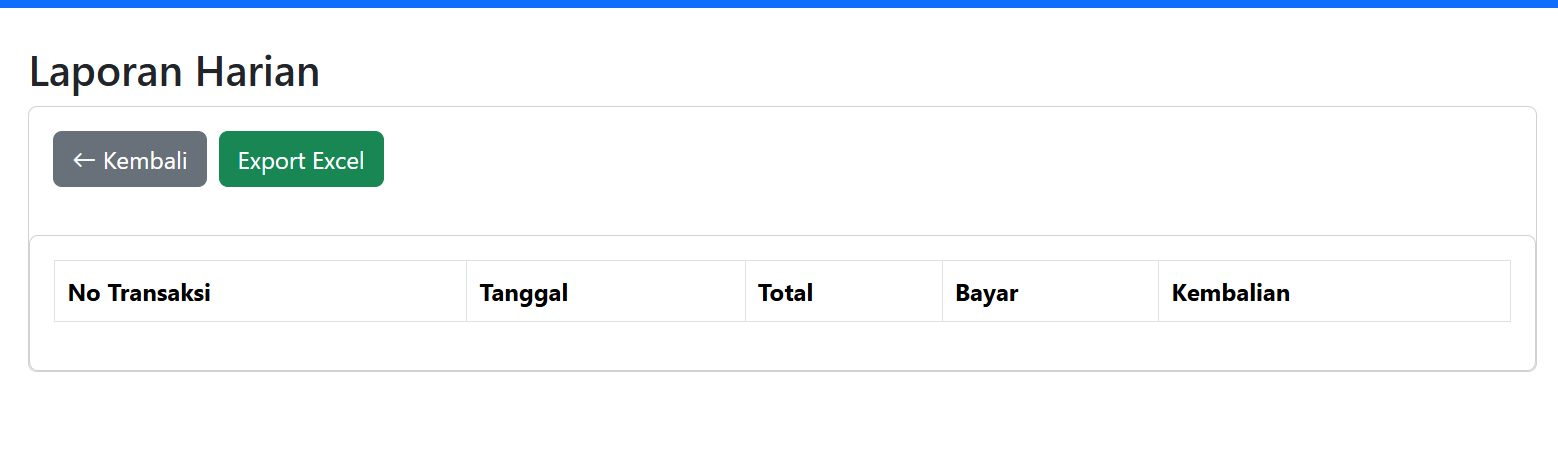 Laporan Harian
← Kembali Export Excel
No Transaksi Tanggal Total Bayar Kembalian